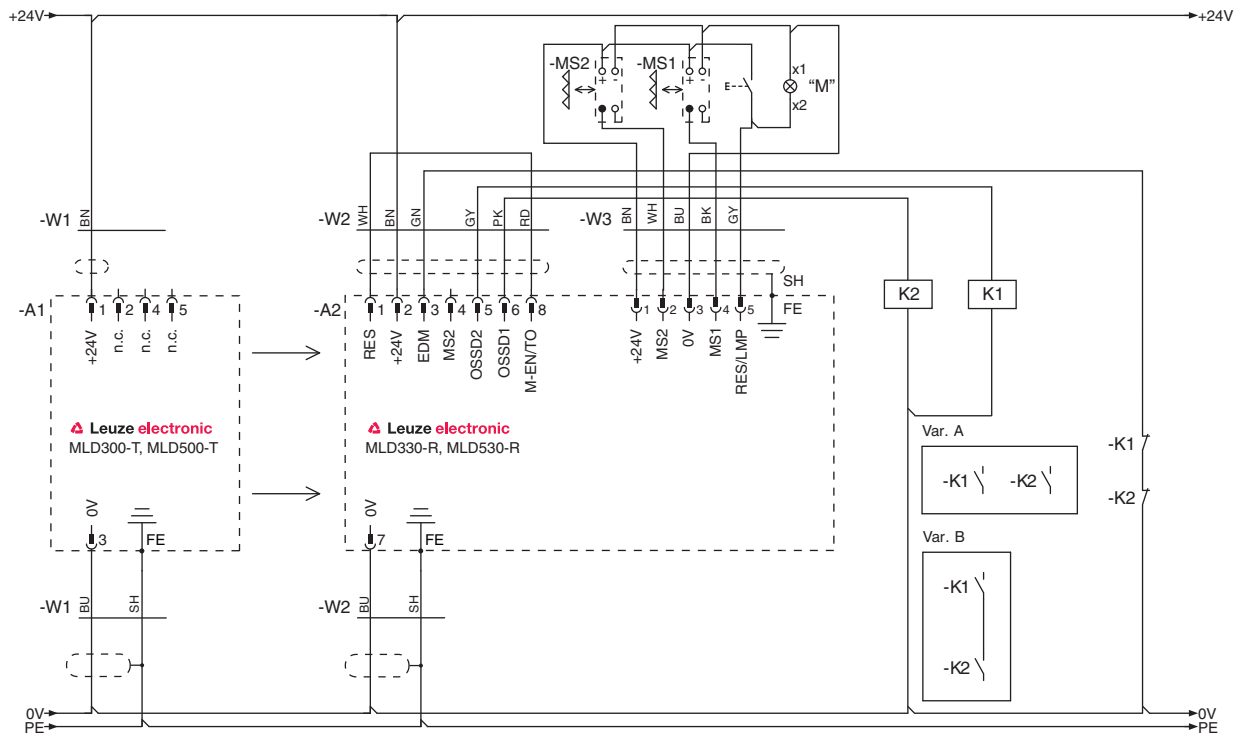 +24V +24V
-MS2 + - -MS1 + - E x1 "M" x2
-W1 BN
-W2 WH BN GN GY PK RD
-W3 BN WH BU BK GY
SH
-A1 1 2 4 5
+24V n.c. n.c. n.c.
-A2 1 2 3 4 5 6 8
RES +24V EDM MS2 OSSD2 OSSD1 M-EN/TO
1 2 3 4 5 FE
+24V MS2 0V MS1 RES/LMP
K2 K1
Leuze electronic
MLD300-T, MLD500-T
Leuze electronic
MLD330-R, MLD530-R
Var. A
-K1 -K2
-K1
-K2
Var. B
-K1
-K2
0V
3 FE
0V
7 FE
-W1 BU SH
-W2 BU SH
0V 0V
PE PE